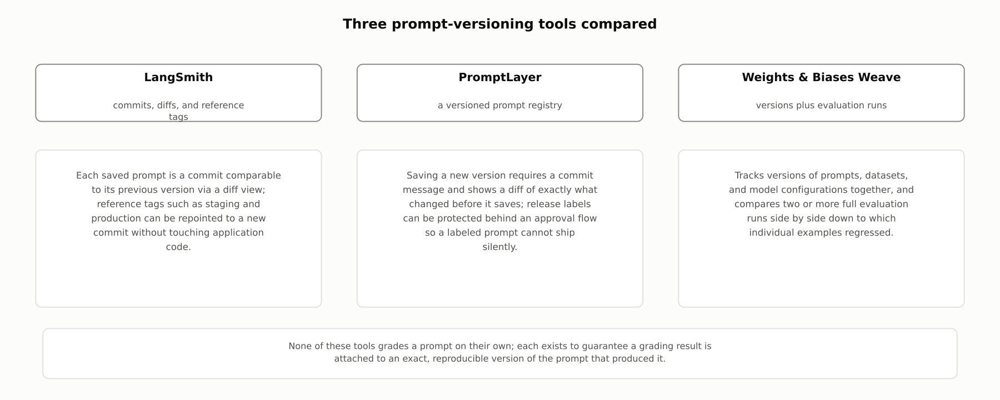 Three prompt-versioning tools compared
LangSmith
commits, diffs, and reference
tags
PromptLayer
a versioned prompt registry
Weights & Biases Weave
versions plus evaluation runs
Each saved prompt is a commit comparable
to its previous version via a diff view;
reference tags such as staging and
production can be repointed to a new
commit without touching application
code.
Saving a new version requires a commit
message and shows a diff of exactly what
changed before it saves; release labels
can be protected behind an approval flow
so a labeled prompt cannot ship
silently.
Tracks versions of prompts, datasets,
and model configurations together, and
compares two or more full evaluation
runs side by side down to which
individual examples regressed.
None of these tools grades a prompt on their own; each exists to guarantee a grading result is
attached to an exact, reproducible version of the prompt that produced it.